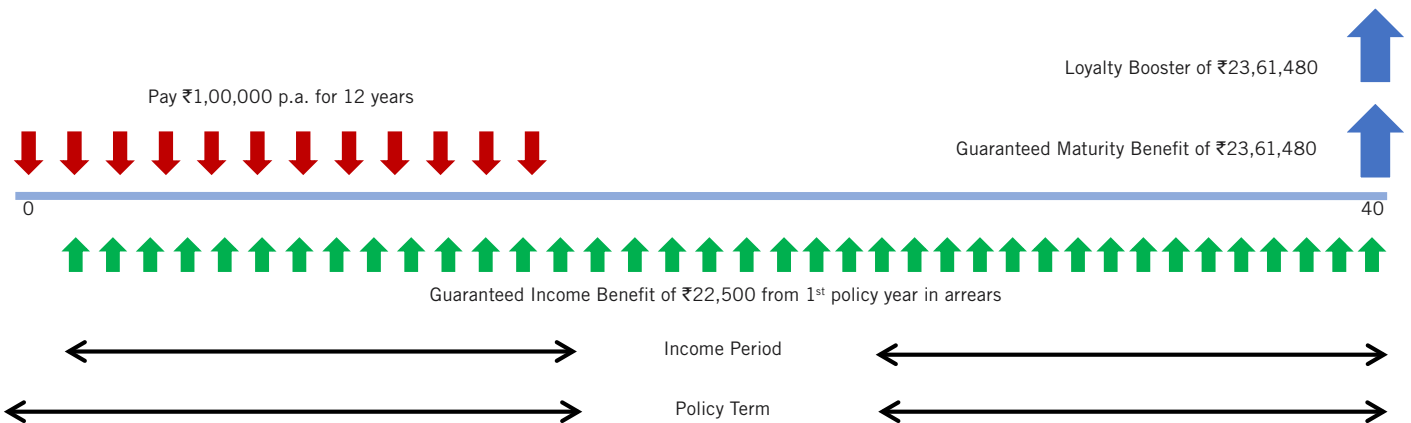 Loyalty Booster of ₹23,61,480
Pay ₹1,00,000 p.a. for 12 years
Guaranteed Maturity Benefit of ₹23,61,480
0
40
Guaranteed Income Benefit of ₹22,500 from 1st policy year in arrears
Income Period
Policy Term